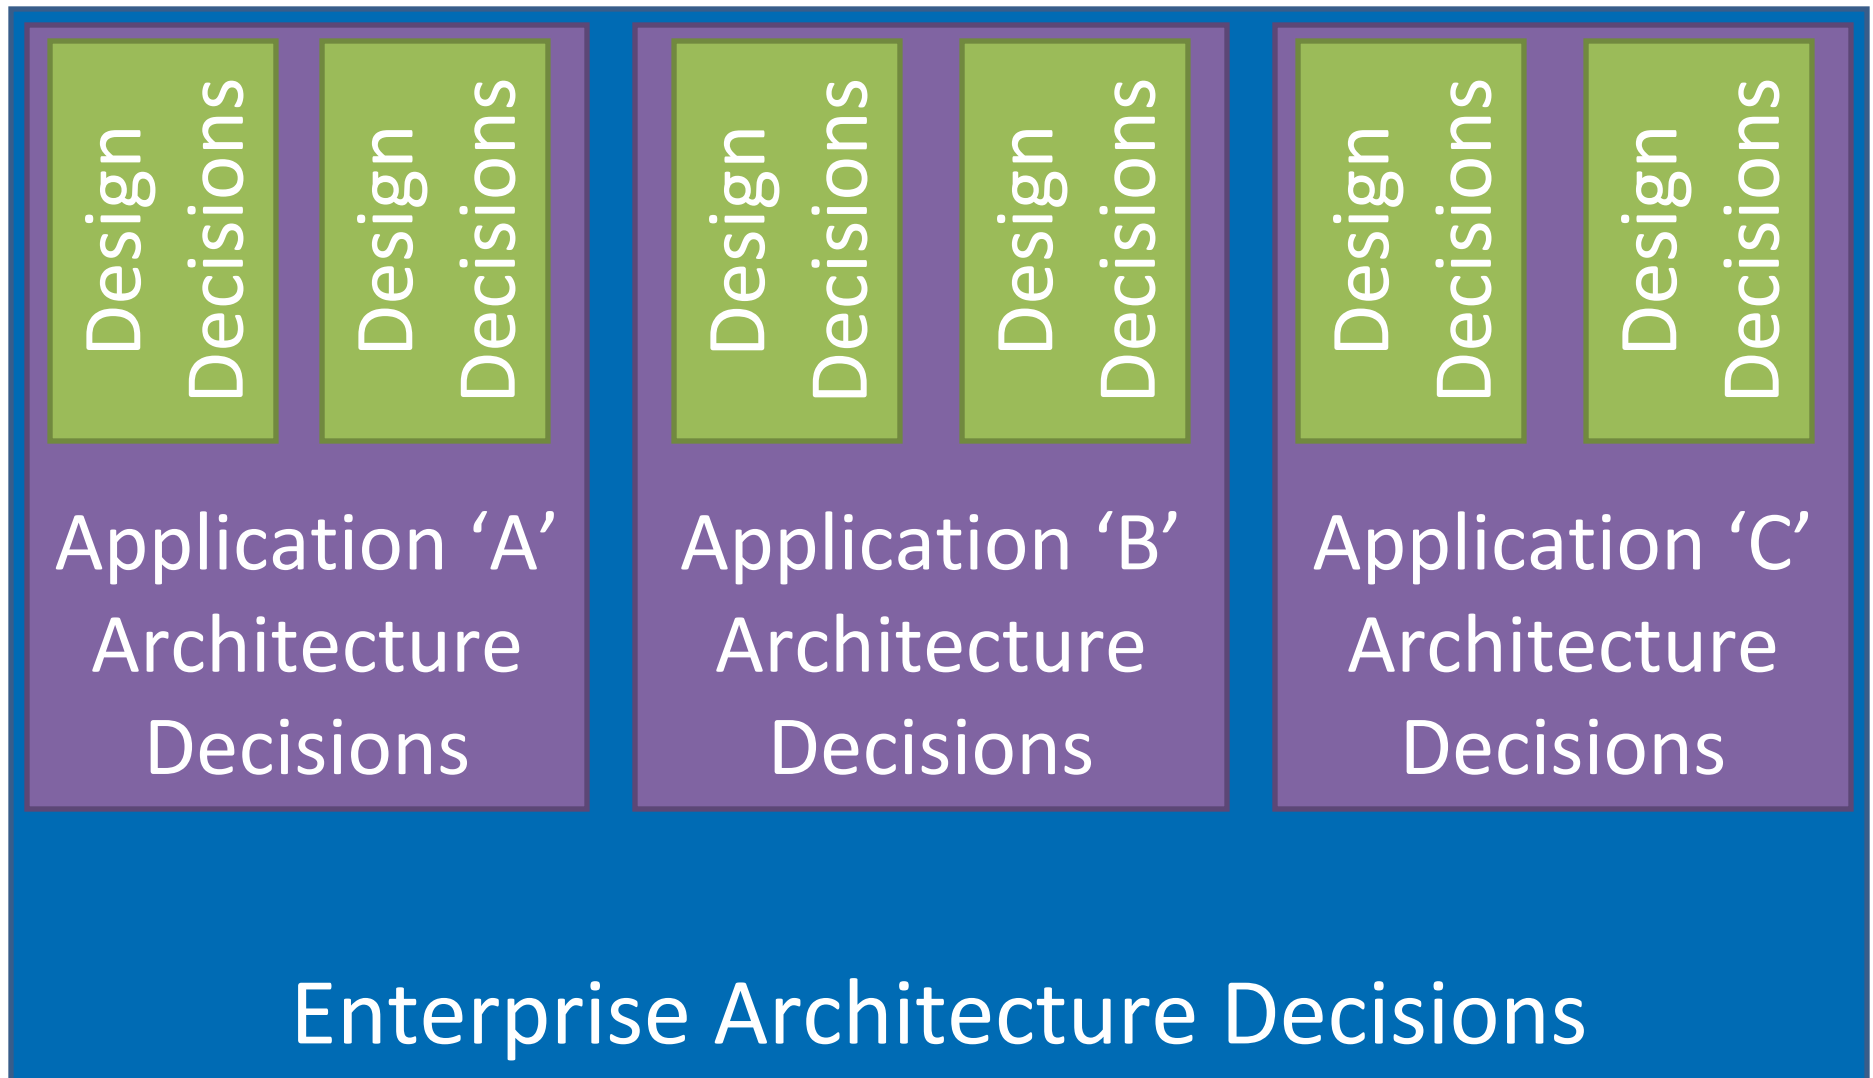 Design
Decisions
Design
Decisions
Design
Decisions
Design
Decisions
Design
Decisions
Design
Decisions
Application ‘A’
Architecture
Decisions
Application ‘B’
Architecture
Decisions
Application ‘C’
Architecture
Decisions
Enterprise Architecture Decisions